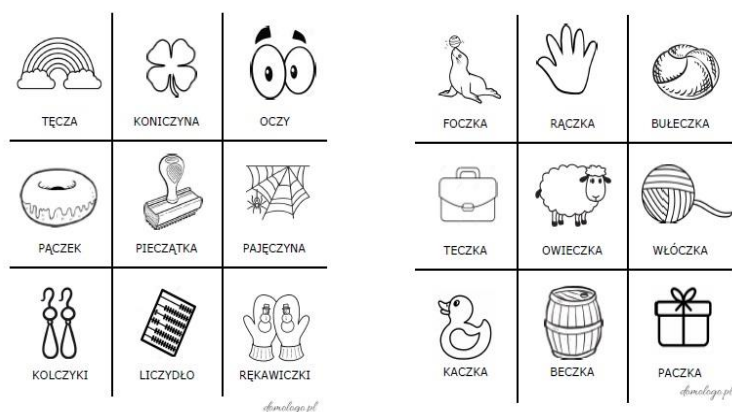 TĘCZA KONICZYNA OCZY
PĄCZEK PIECZĄTKA PAJĘCZYNA
KOLCZYKI LICZYDŁO RĘKAWICZKI
domologo.pl
FOCZKA RĄCZKA BUŁECZKA
TECZKA OWIECZKA WŁÓCZKA
KACZKA BECZKA PACZKA
domologo.pl